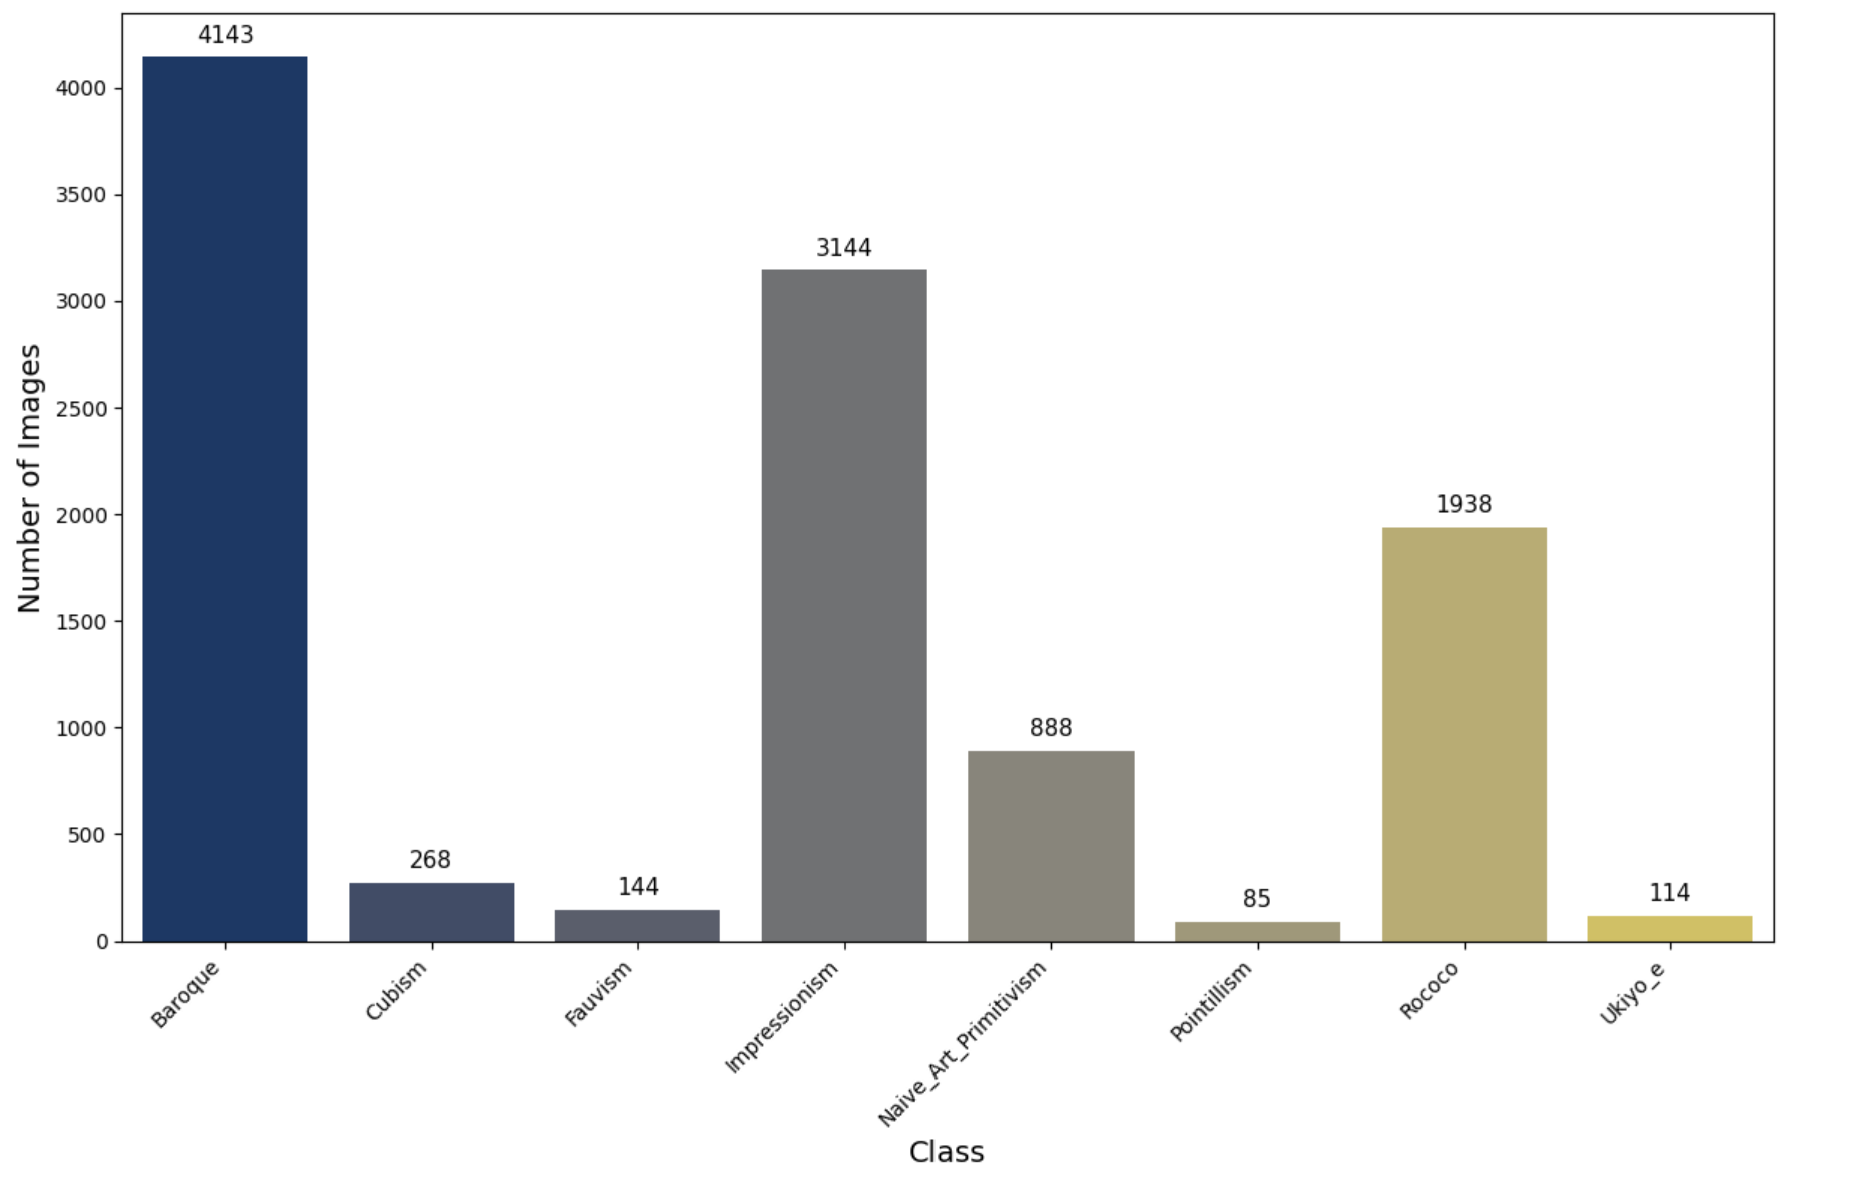 4143
4000
3500
3144
3000
2500
2000
1938
1500
1000
888
500
268
144
85
114
0
Number of Images
Baroque
Cubism
Fauvism
Impressionism
Naive_Art_Primitivism
Pointillism
Rococo
Ukiyo_e
Class